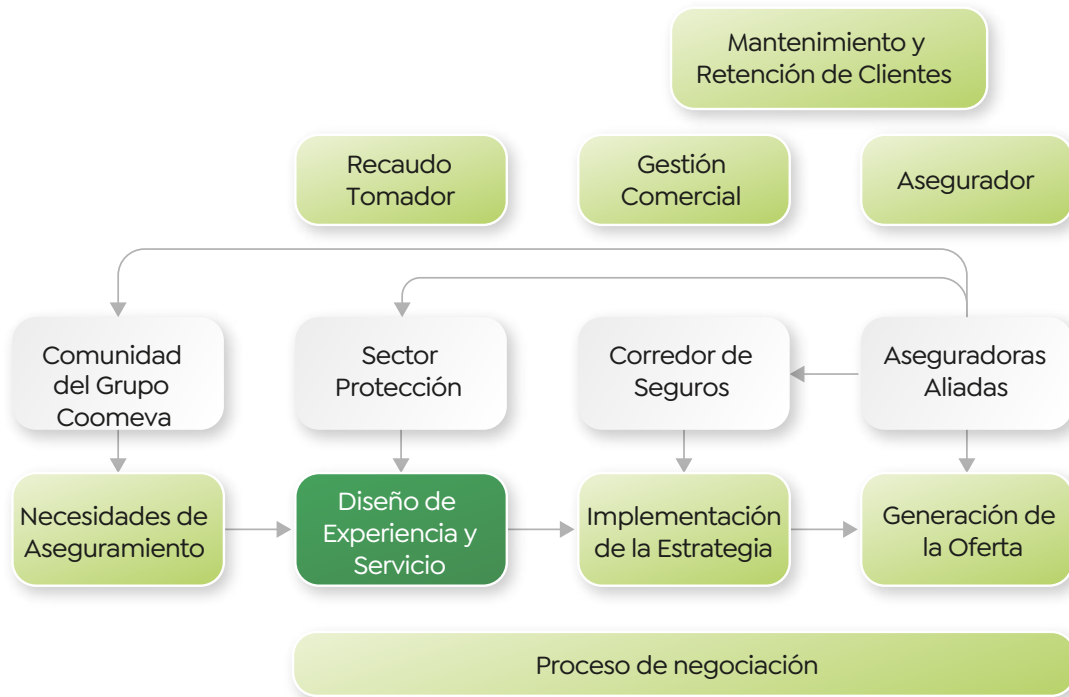 Mantenimiento y
Retención de Clientes
Recaudo
Tomador
Gestión
Comercial
Asegurador
Comunidad
del Grupo
Coomeva
Sector
Protección
Corredor de
Seguros
Aseguradoras
Aliadas
Necesidades de
Aseguramiento
Diseño de
Experiencia y
Servicio
Implementación
de la Estrategia
Generación de
la Oferta
Proceso de negociación